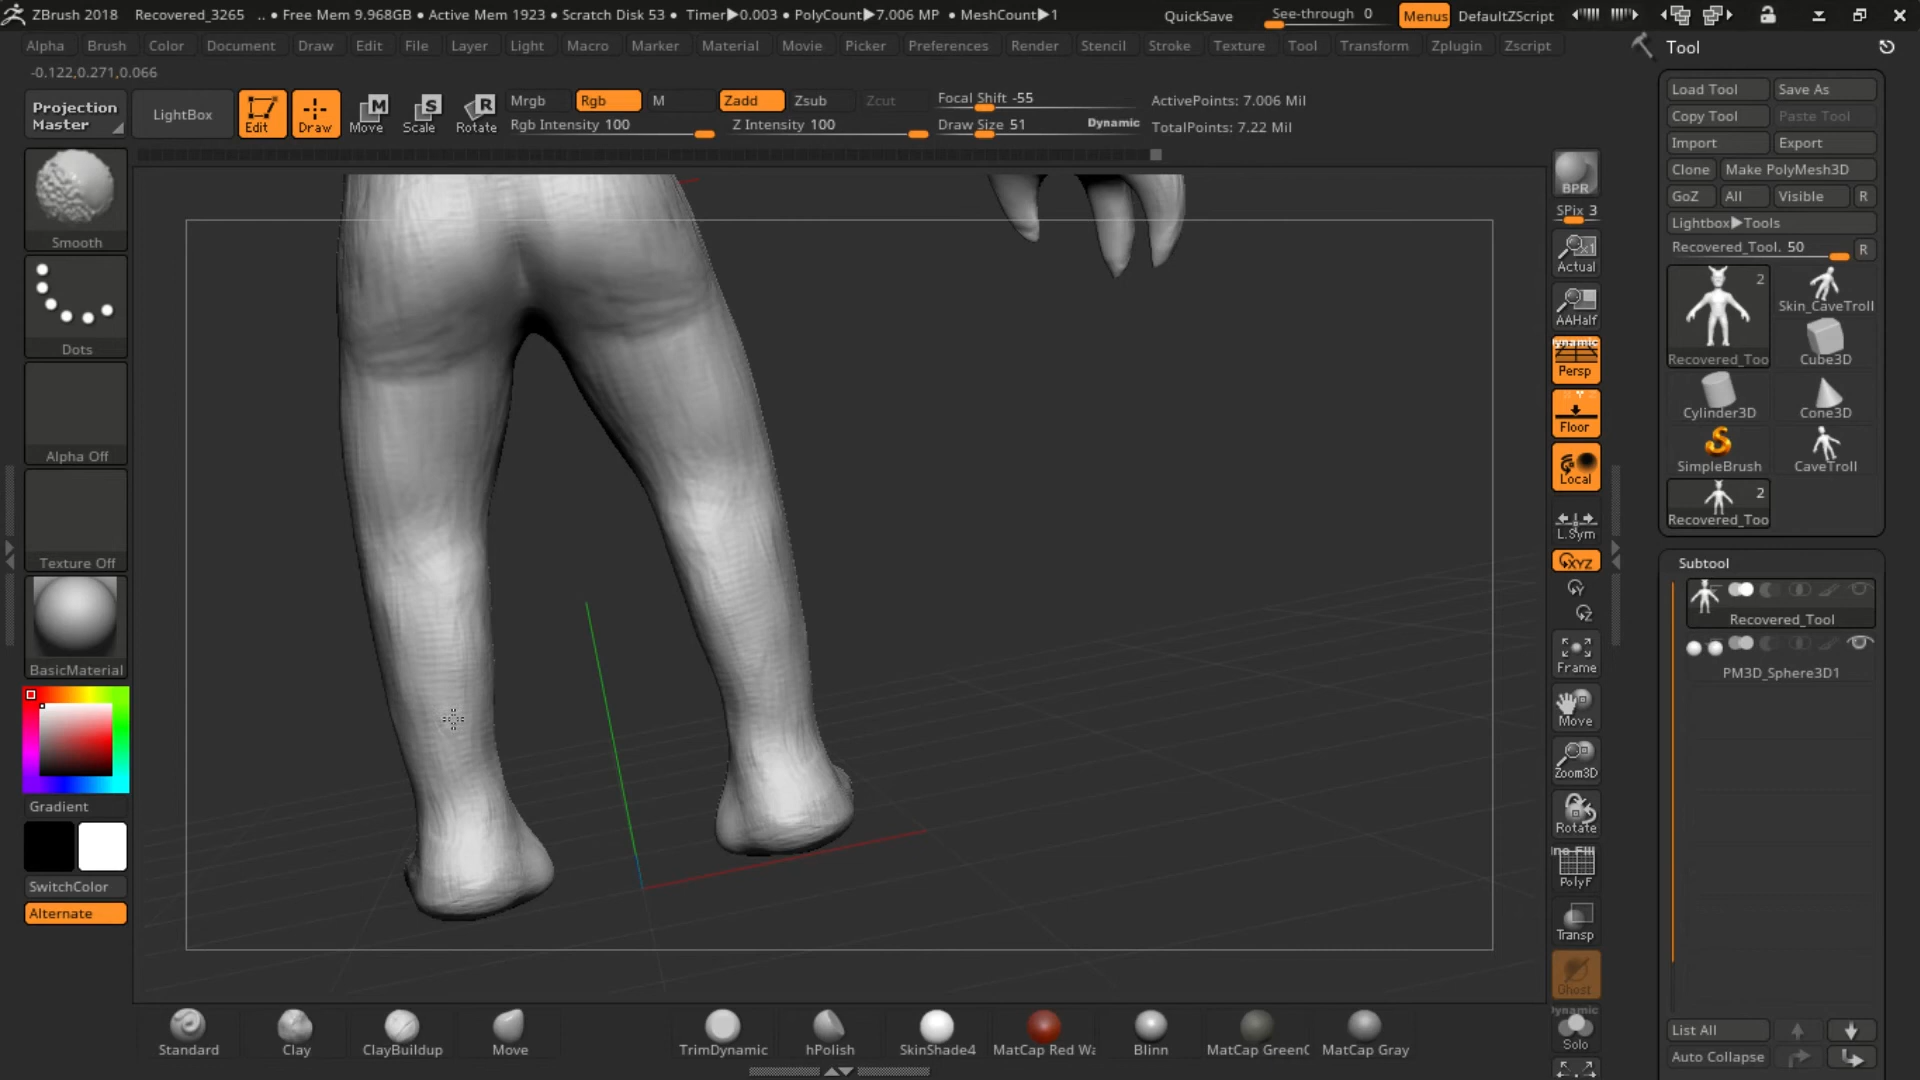 ZBrush 2018 Recovered_3265 .. • Free Mem 9.968GB • Active Mem 1923 • Scratch Disk 53 • Timer▶0.003 • PolyCount▶7.006 MP • MeshCount▶1 QuickSave See-through 0 Menus DefaultZScript
Alpha Brush Color Document Draw Edit File Layer Light Macro Marker Material Movie Picker Preferences Render Stencil Stroke Texture Tool Transform Zplugin Zscript
Tool
-0.122,0.271,0.066
Projection Master
LightBox
Edit
Draw
Move
Scale
Rotate
Mrgb Rgb M
Rgb Intensity 100
Zadd Zsub Zcut
Z Intensity 100
Focal Shift -55
Draw Size 51 Dynamic
ActivePoints: 7.006 Mil
TotalPoints: 7.22 Mil
Smooth
Dots
Alpha Off
Texture Off
BasicMaterial
Gradient
SwitchColor
Alternate
BPR
SPix 3
Actual
AAHalf
Persp
Floor
Local
L.Sym
XYZ
Y
Z
Frame
Move
Zoom3D
Rotate
PolyF
Transp
Ghost
Dynamic
Solo
Load Tool Save As
Copy Tool Paste Tool
Import Export
Clone Make PolyMesh3D
GoZ All Visible R
Lightbox▶Tools
Recovered_Tool. 50 R
2
Recovered_Too
Skin_CaveTroll
Cube3D
Cylinder3D
Cone3D
SimpleBrush
CaveTroll
2
Recovered_Too
Subtool
Recovered_Tool
PM3D_Sphere3D1
List All
Auto Collapse
Standard
Clay
ClayBuildup
Move
TrimDynamic
hPolish
SkinShade4
MatCap Red Wa
Blinn
MatCap GreenC
MatCap Gray